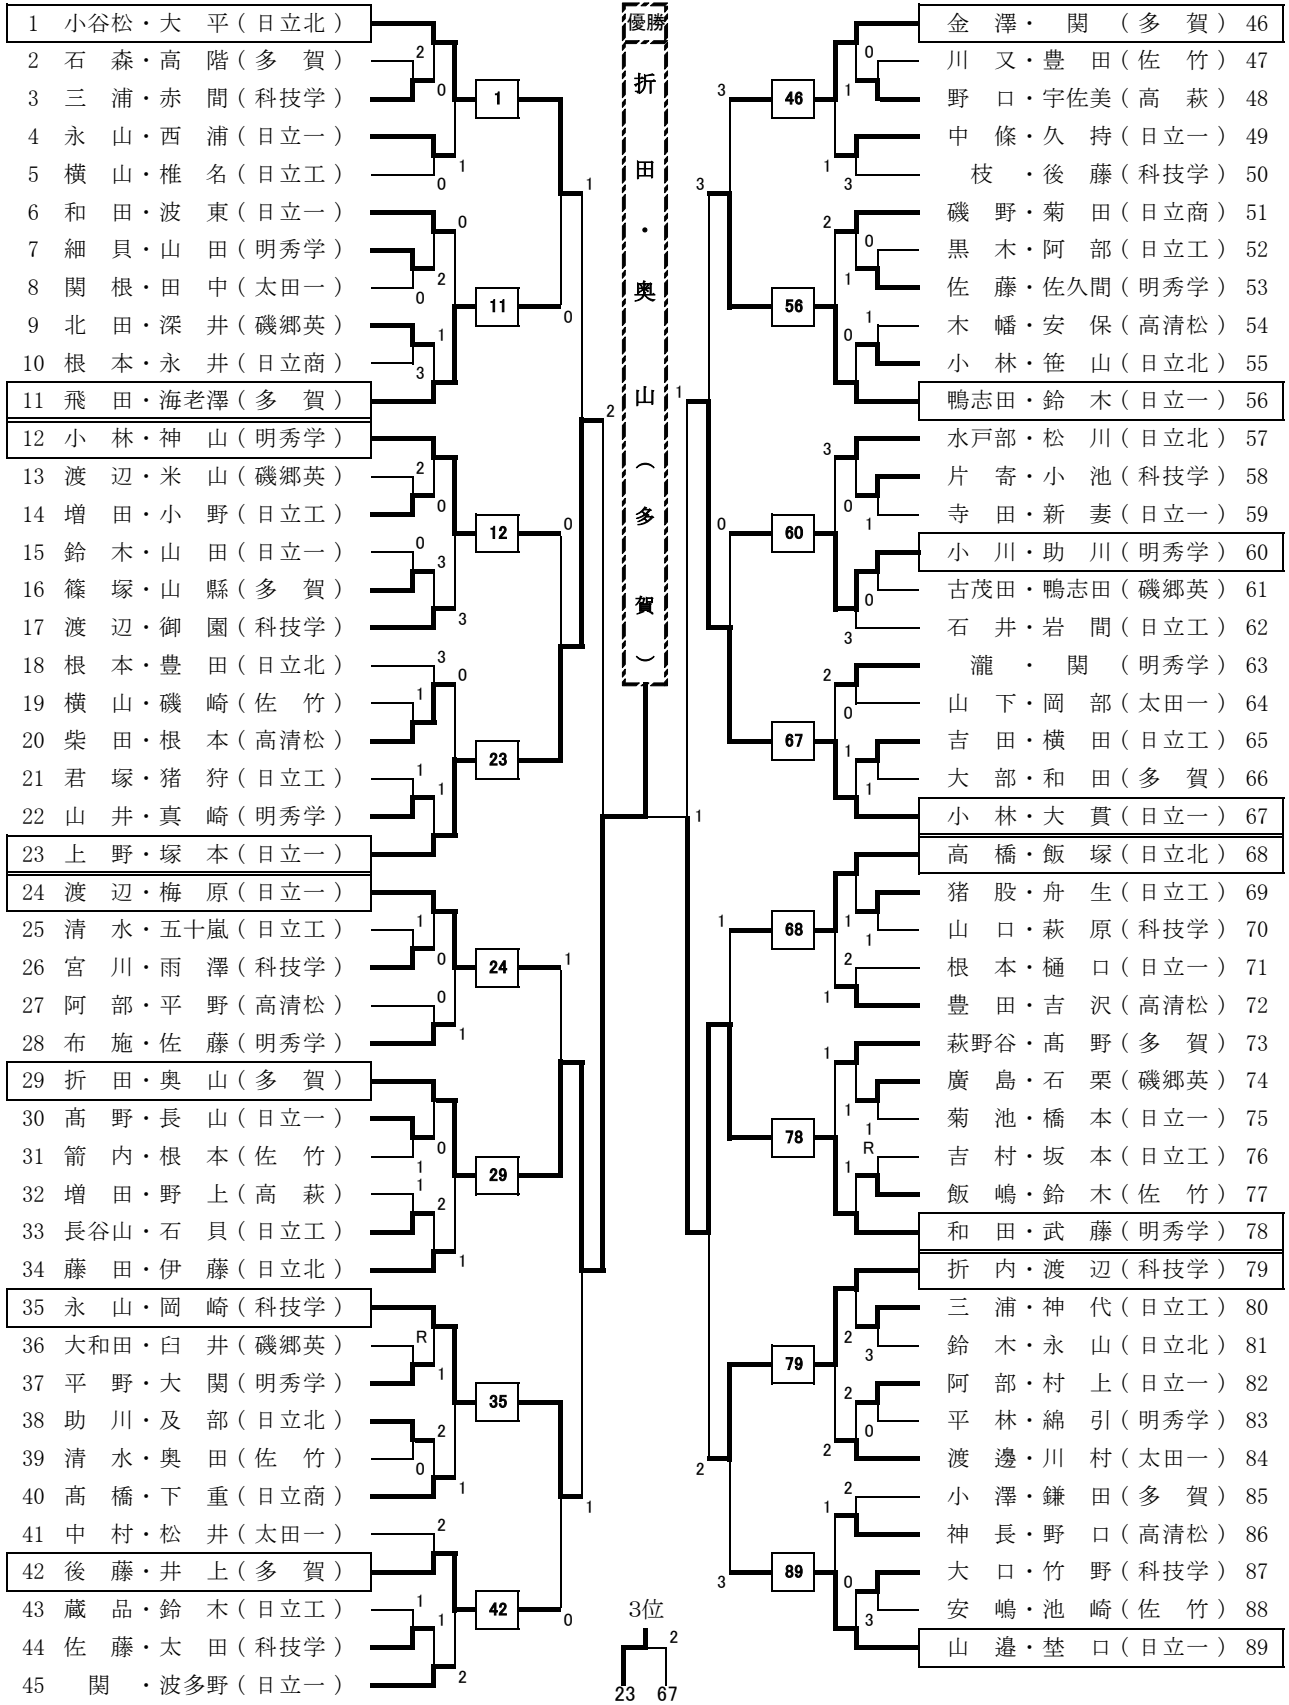 優勝
折田・奥山(多賀)
1 小谷松・大平(日立北)
2 石森・高階(多賀)
3 三浦・赤間(科技学)
4 永山・西浦(日立一)
5 横山・椎名(日立工)
6 和田・波東(日立一)
7 細貝・山田(明秀学)
8 関根・田中(太田一)
9 北田・深井(磯郷英)
10 根本・永井(日立商)
11 飛田・海老澤(多賀)
12 小林・神山(明秀学)
13 渡辺・米山(磯郷英)
14 増田・小野(日立工)
15 鈴木・山田(日立一)
16 篠塚・山縣(多賀)
17 渡辺・御園(科技学)
18 根本・豊田(日立北)
19 横山・磯崎(佐竹)
20 柴田・根本(高清松)
21 君塚・猪狩(日立工)
22 山井・真崎(明秀学)
23 上野・塚本(日立一)
24 渡辺・梅原(日立一)
25 清水・五十嵐(日立工)
26 宮川・雨澤(科技学)
27 阿部・平野(高清松)
28 布施・佐藤(明秀学)
29 折田・奥山(多賀)
30 髙野・長山(日立一)
31 箭内・根本(佐竹)
32 増田・野上(高萩)
33 長谷山・石貝(日立工)
34 藤田・伊藤(日立北)
35 永山・岡崎(科技学)
36 大和田・臼井(磯郷英)
37 平野・大関(明秀学)
38 助川・及部(日立北)
39 清水・奥田(佐竹)
40 髙橋・下重(日立商)
41 中村・松井(太田一)
42 後藤・井上(多賀)
43 蔵品・鈴木(日立工)
44 佐藤・太田(科技学)
45 関・波多野(日立一)
金澤・関(多賀) 46
川又・豊田(佐竹) 47
野口・宇佐美(高萩) 48
中條・久持(日立一) 49
枝・後藤(科技学) 50
磯野・菊田(日立商) 51
黒木・阿部(日立工) 52
佐藤・佐久間(明秀学) 53
木幡・安保(高清松) 54
小林・笹山(日立北) 55
鴨志田・鈴木(日立一) 56
水戸部・松川(日立北) 57
片寄・小池(科技学) 58
寺田・新妻(日立一) 59
小川・助川(明秀学) 60
古茂田・鴨志田(磯郷英) 61
石井・岩間(日立工) 62
瀧・関(明秀学) 63
山下・岡部(太田一) 64
吉田・横田(日立工) 65
大部・和田(多賀) 66
小林・大貫(日立一) 67
高橋・飯塚(日立北) 68
猪股・舟生(日立工) 69
山口・萩原(科技学) 70
根本・樋口(日立一) 71
豊田・吉沢(高清松) 72
萩野谷・髙野(多賀) 73
廣島・石栗(磯郷英) 74
菊池・橋本(日立一) 75
吉村・坂本(日立工) 76
飯嶋・鈴木(佐竹) 77
和田・武藤(明秀学) 78
折内・渡辺(科技学) 79
三浦・神代(日立工) 80
鈴木・永山(日立北) 81
阿部・村上(日立一) 82
平林・綿引(明秀学) 83
渡邊・川村(太田一) 84
小澤・鎌田(多賀) 85
神長・野口(高清松) 86
大口・竹野(科技学) 87
安嶋・池崎(佐竹) 88
山邉・埜口(日立一) 89
1
11
12
23
24
29
35
42
46
56
60
67
68
78
79
89
3位
2
23 67